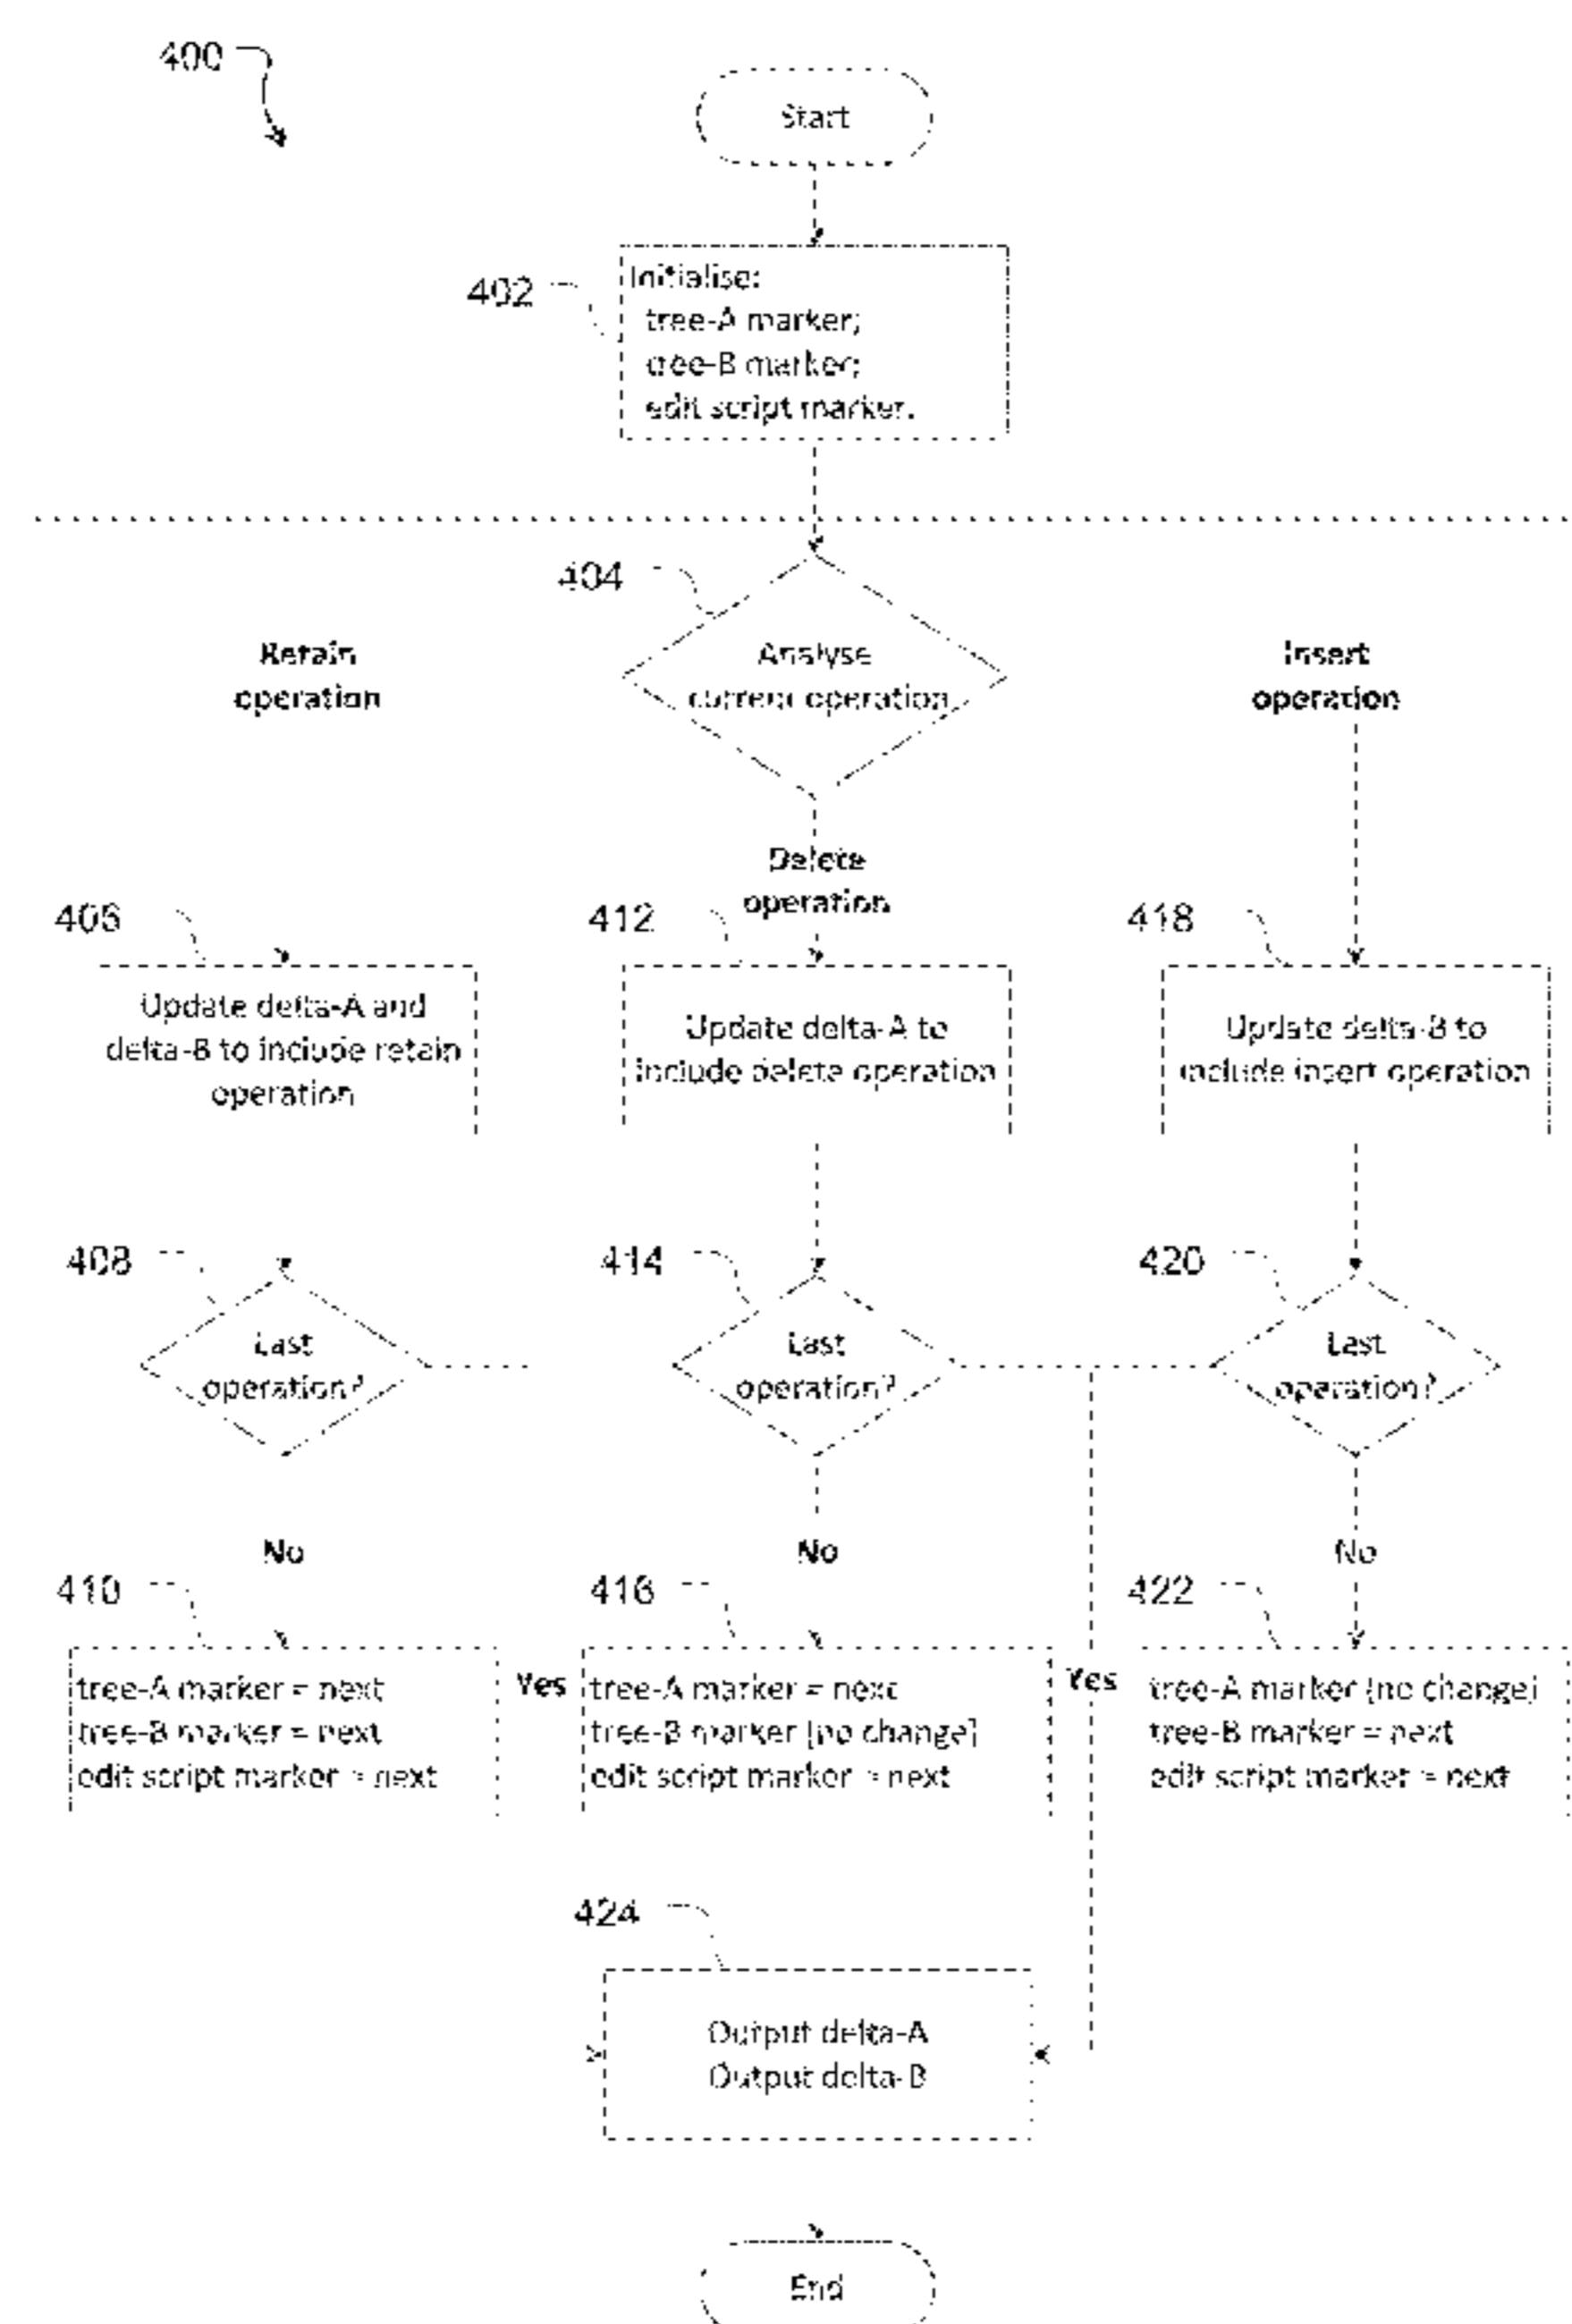 400
Start
402
Initialise:
tree-A marker;
tree-B marker;
edit script marker.
404
Analyse
current operation
Retain
operation
Insert
operation
Delete
operation
406
Update delta-A and
delta-B to include retain
operation
412
Update delta-A to
include delete operation
418
Update delta-B to
include insert operation
408
Last
operation?
414
Last
operation?
420
Last
operation?
No
No
No
410
tree-A marker = next
tree-B marker = next
edit script marker = next
Yes
416
tree-A marker = next
tree-B marker [no change]
edit script marker = next
Yes
422
tree-A marker [no change]
tree-B marker = next
edit script marker = next
424
Output delta-A
Output delta-B
End